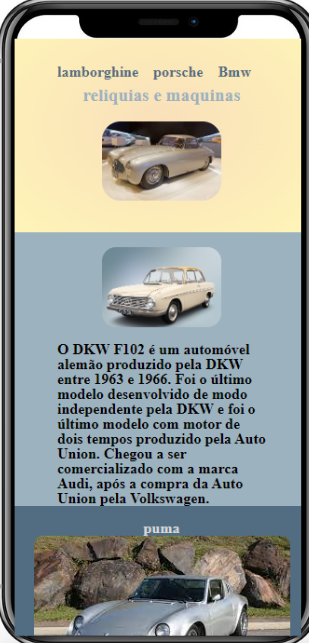 lamborghine porsche Bmw
reliquias e maquinas
O DKW F102 é um automóvel
alemão produzido pela DKW
entre 1963 e 1966. Foi o último
modelo desenvolvido de modo
independente pela DKW e foi o
último modelo com motor de
dois tempos produzido pela Auto
Union. Chegou a ser
comercializado com a marca
Audi, após a compra da Auto
Union pela Volkswagen.
puma